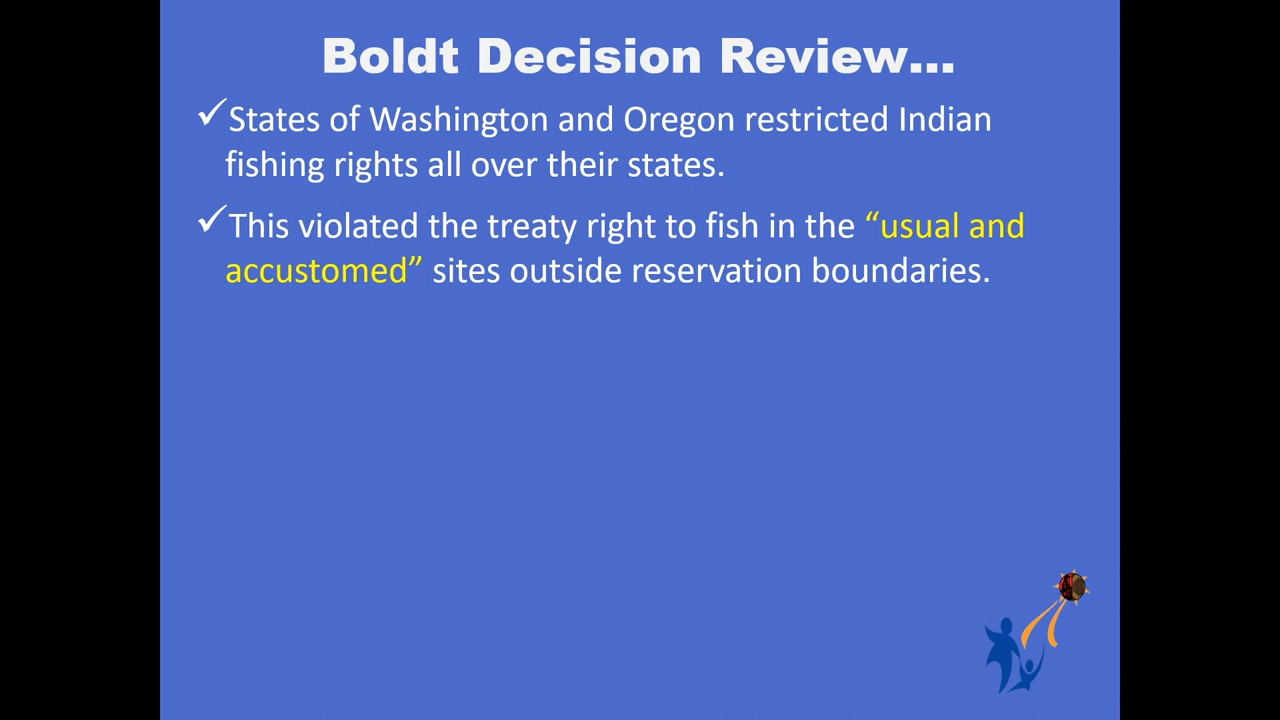 Boldt Decision Review...
✓States of Washington and Oregon restricted Indian
fishing rights all over their states.
✓This violated the treaty right to fish in the “usual and
accustomed” sites outside reservation boundaries.